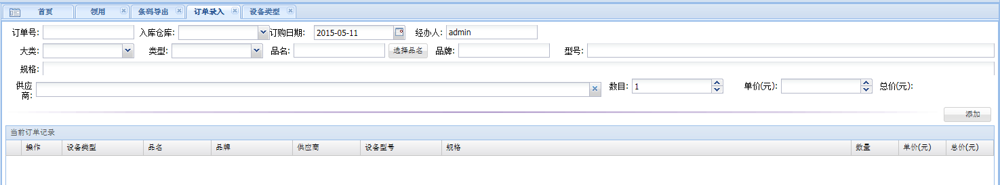 首页 领用 条码导出 订单录入 设备类型
订单号: 入库仓库: 订购日期: 2015-05-11 经办人: admin
大类: 类型: 品名: 选择品名 品牌: 型号:
规格:
供应商: 数目: 1 单价(元): 总价(元):
添加
当前订单记录
操作 设备类型 品名 品牌 供应商 设备型号 规格 数量 单价(元) 总价(元)